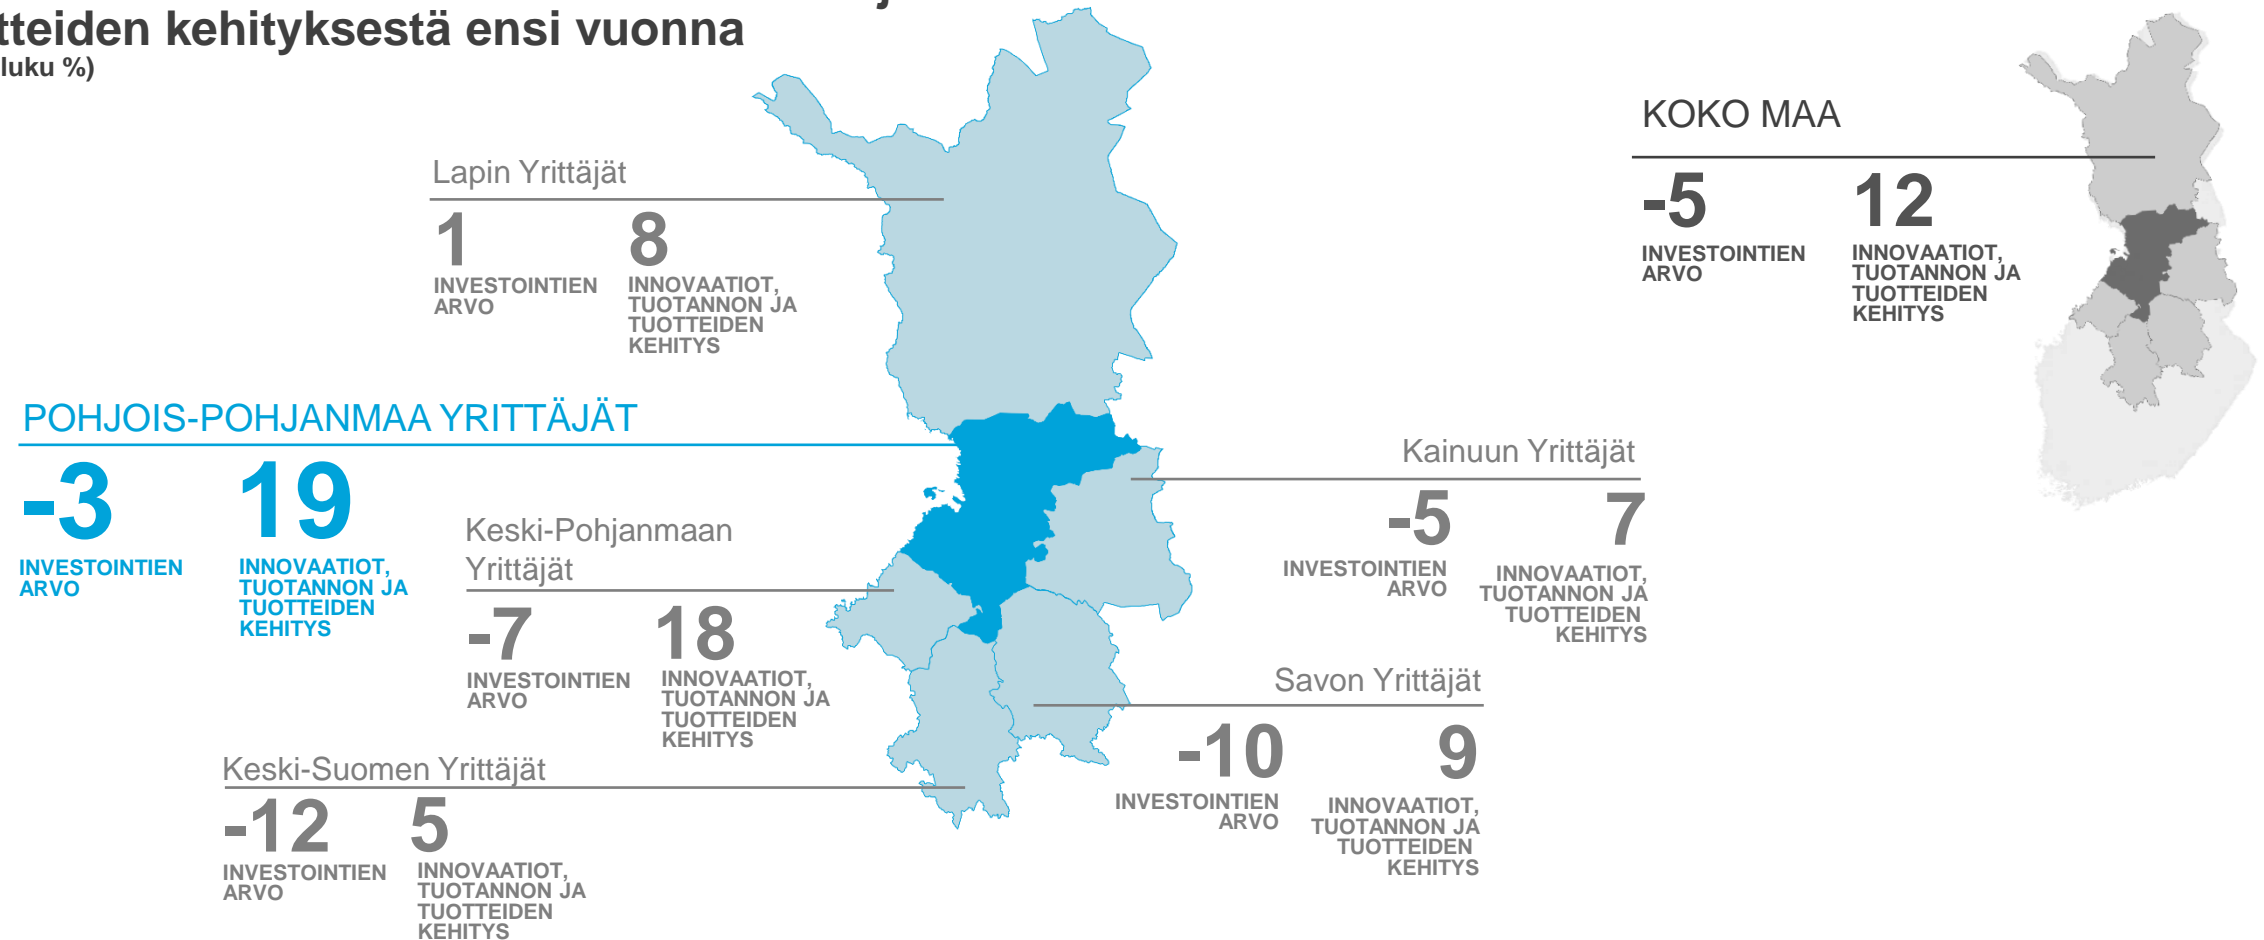 tteiden kehityksestä ensi vuonna
luku %)
KOKO MAA
-5
INVESTOINTIEN
ARVO
12
INNOVAATIOT,
TUOTANNON JA
TUOTTEIDEN
KEHITYS
Lapin Yrittäjät
1
INVESTOINTIEN
ARVO
8
INNOVAATIOT,
TUOTANNON JA
TUOTTEIDEN
KEHITYS
POHJOIS-POHJANMAA YRITTÄJÄT
-3
INVESTOINTIEN
ARVO
19
INNOVAATIOT,
TUOTANNON JA
TUOTTEIDEN
KEHITYS
Kainuun Yrittäjät
-5
INVESTOINTIEN
ARVO
7
INNOVAATIOT,
TUOTANNON JA
TUOTTEIDEN
KEHITYS
Keski-Pohjanmaan
Yrittäjät
-7
INVESTOINTIEN
ARVO
18
INNOVAATIOT,
TUOTANNON JA
TUOTTEIDEN
KEHITYS
Savon Yrittäjät
-10
INVESTOINTIEN
ARVO
9
INNOVAATIOT,
TUOTANNON JA
TUOTTEIDEN
KEHITYS
Keski-Suomen Yrittäjät
-12
INVESTOINTIEN
ARVO
5
INNOVAATIOT,
TUOTANNON JA
TUOTTEIDEN
KEHITYS